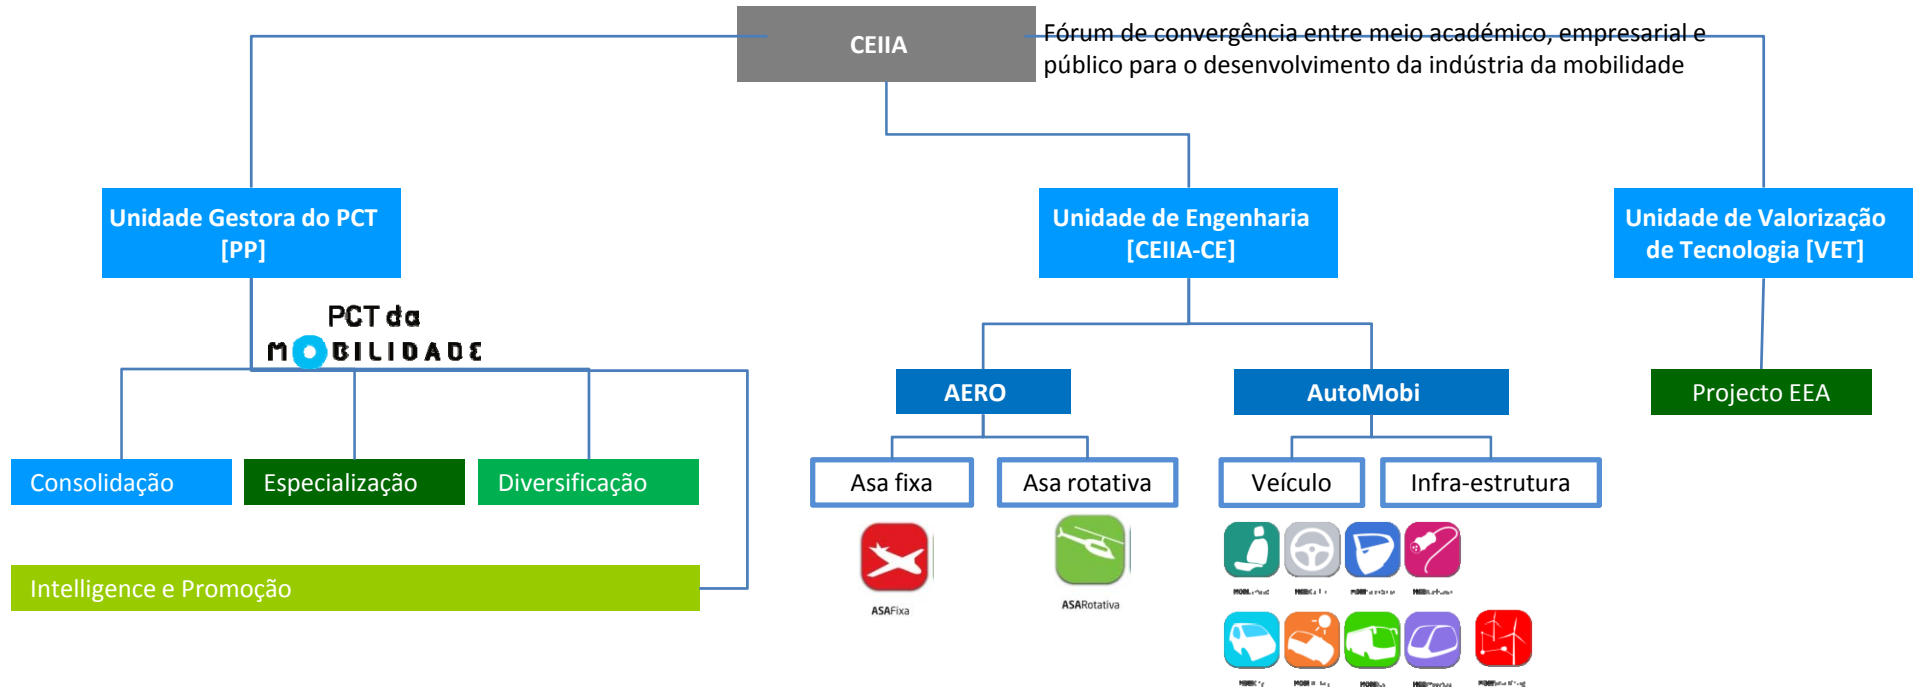 CEIIA
Fórum de convergência entre meio académico, empresarial e
público para o desenvolvimento da indústria da mobilidade
Unidade Gestora do PCT
[PP]
Unidade de Engenharia
[CEIIA-CE]
Unidade de Valorização
de Tecnologia [VET]
PCT da
MOBILIDADE
AERO
AutoMobi
Projecto EEA
Consolidação
Especialização
Diversificação
Asa fixa
Asa rotativa
Veículo
Infra-estrutura
Intelligence e Promoção
ASAFixa
ASARotativa